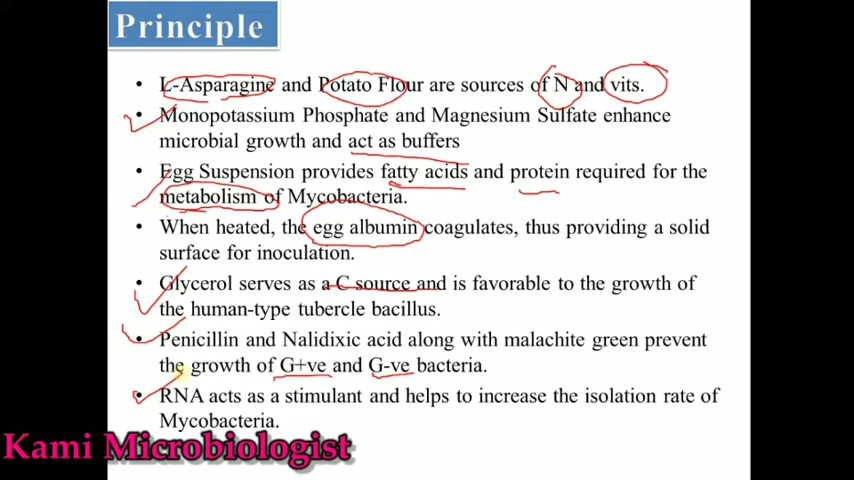 Principle
• L-Asparagine and Potato Flour are sources of N and vits.
• Monopotassium Phosphate and Magnesium Sulfate enhance
microbial growth and act as buffers
• Egg Suspension provides fatty acids and protein required for the
metabolism of Mycobacteria.
• When heated, the egg albumin coagulates, thus providing a solid
surface for inoculation.
• Glycerol serves as a C source and is favorable to the growth of
the human-type tubercle bacillus.
• Penicillin and Nalidixic acid along with malachite green prevent
the growth of G+ve and G-ve bacteria.
• RNA acts as a stimulant and helps to increase the isolation rate of
Mycobacteria.
Kami Microbiologist